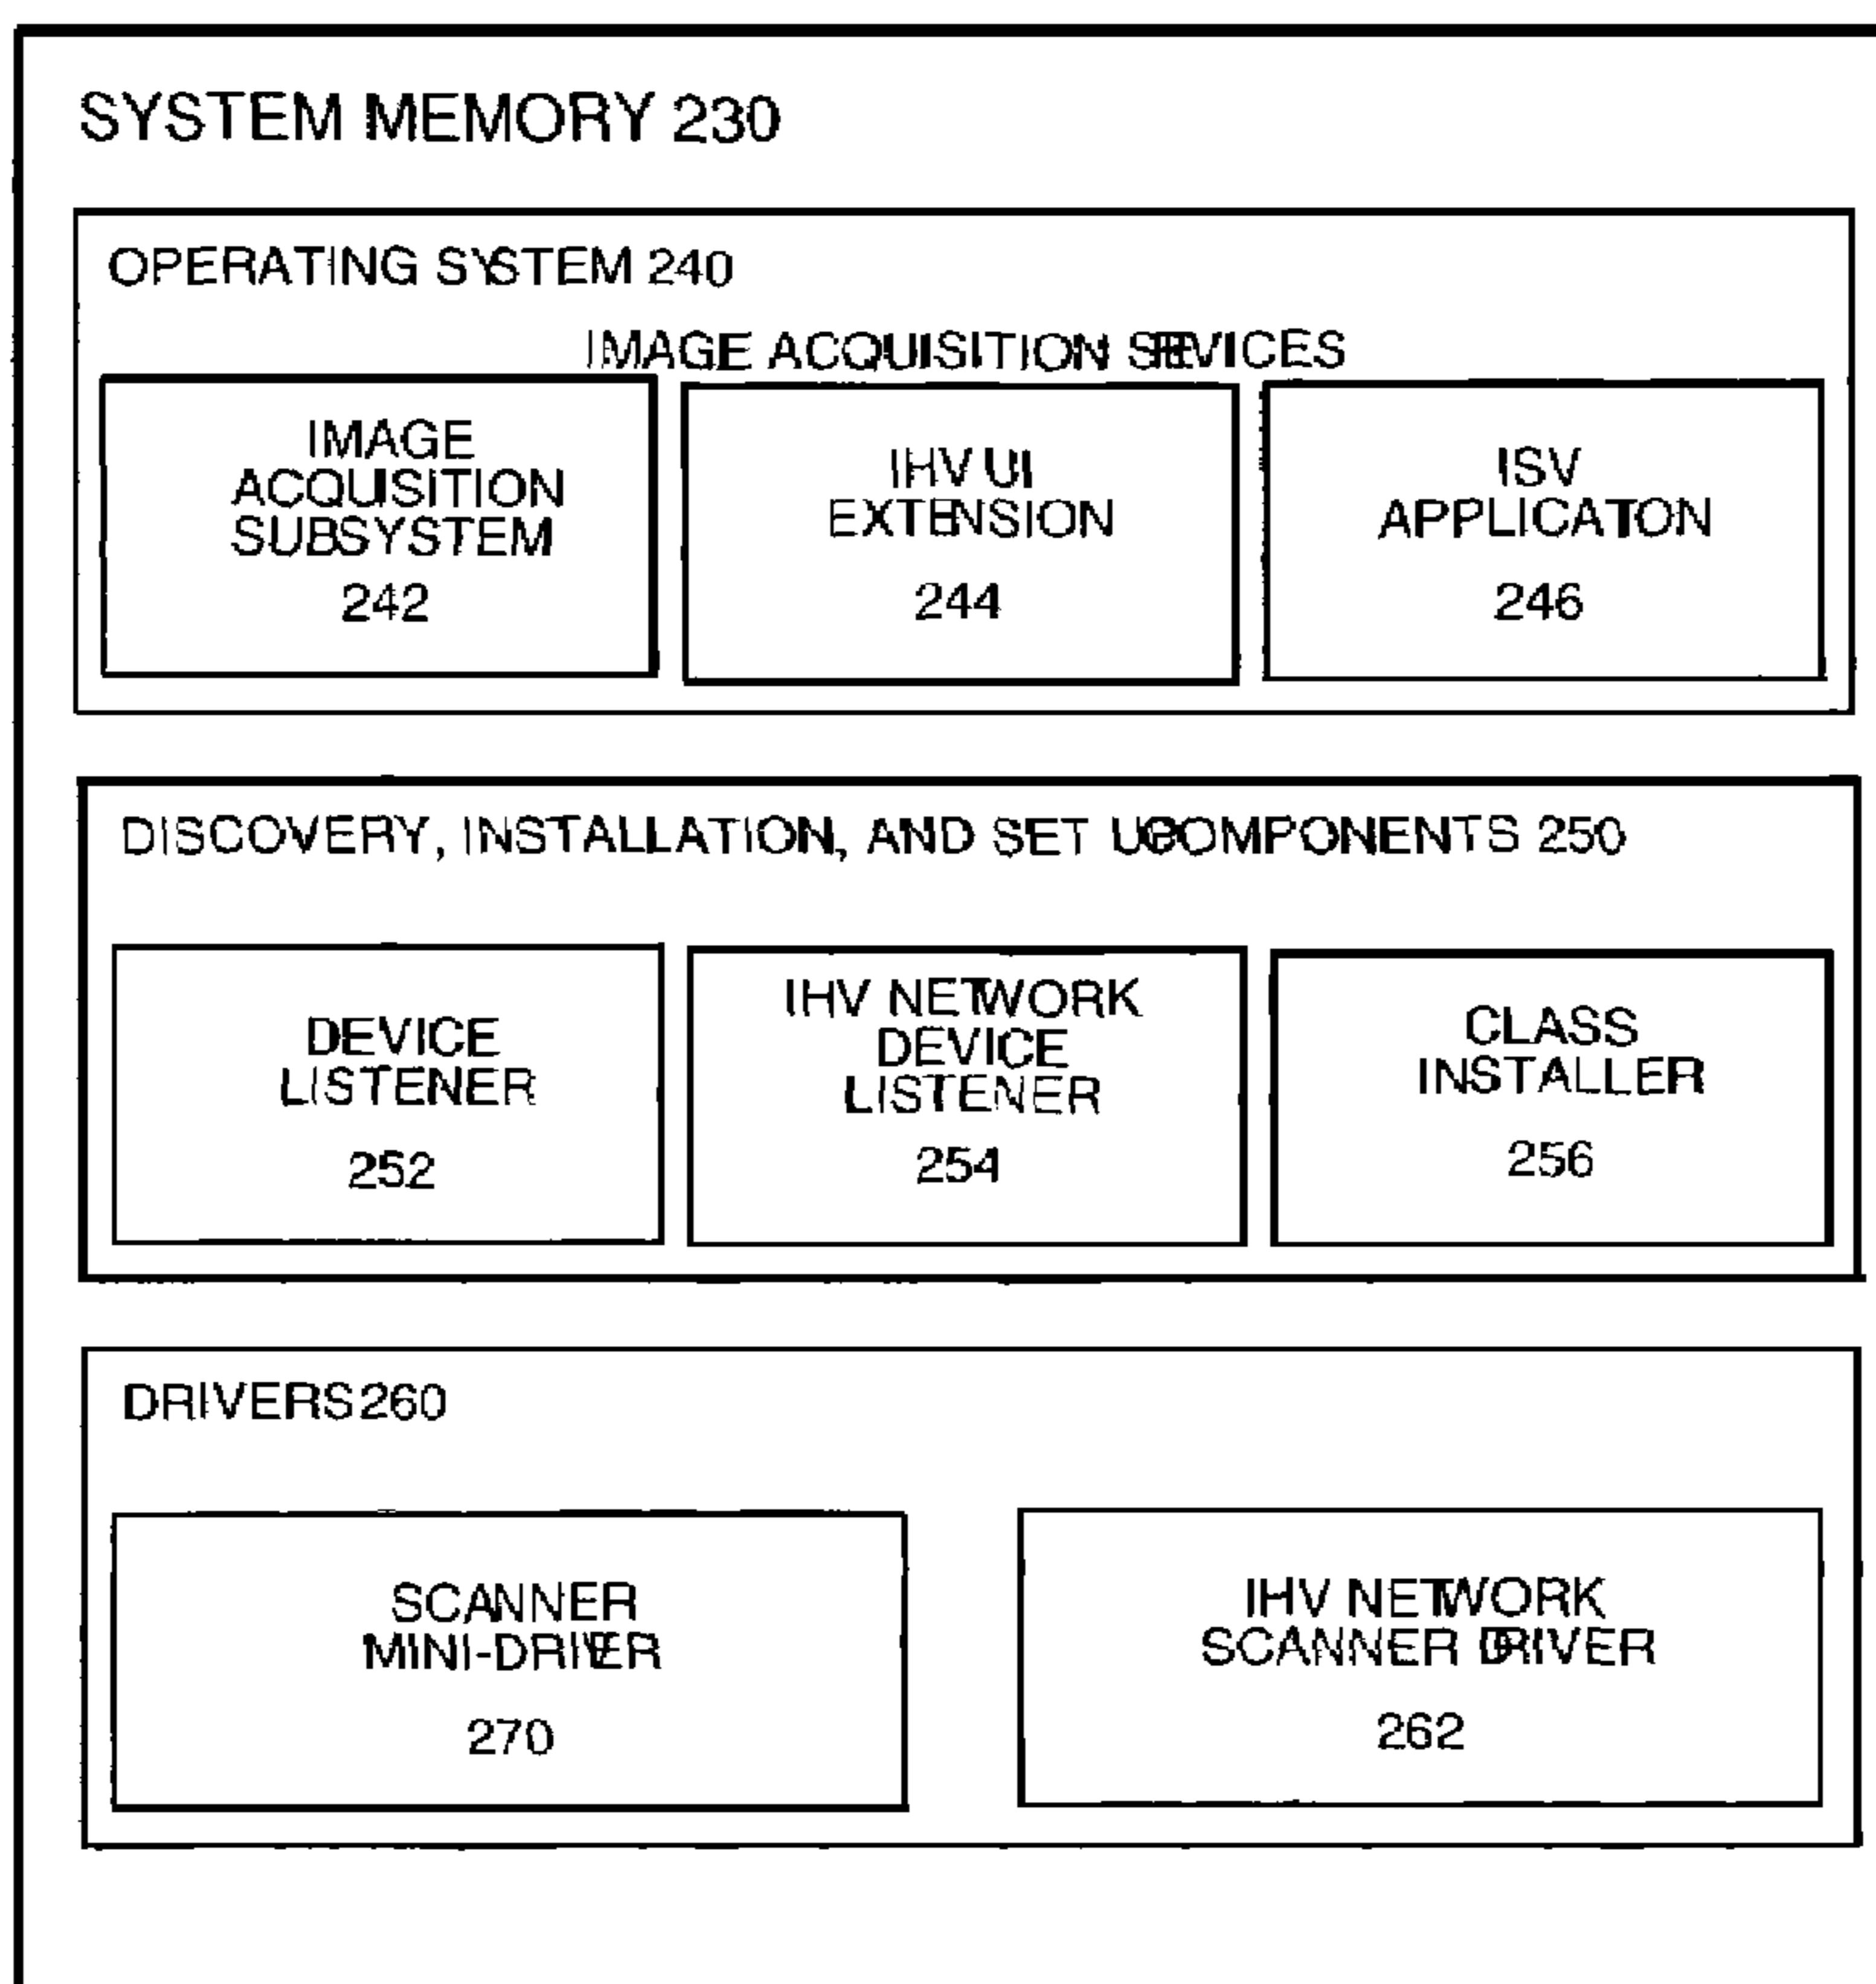 SYSTEM MEMORY 230
OPERATING SYSTEM 240
IMAGE ACQUISITION SERVICES
IMAGE
ACQUISITION
SUBSYSTEM
242
IHV UI
EXTENSION
244
ISV
APPLICATON
246
DISCOVERY, INSTALLATION, AND SET UP COMPONENTS 250
DEVICE
LISTENER
252
IHV NETWORK
DEVICE
LISTENER
254
CLASS
INSTALLER
256
DRIVERS 260
SCANNER
MINI-DRIVER
270
IHV NETWORK
SCANNER DRIVER
262